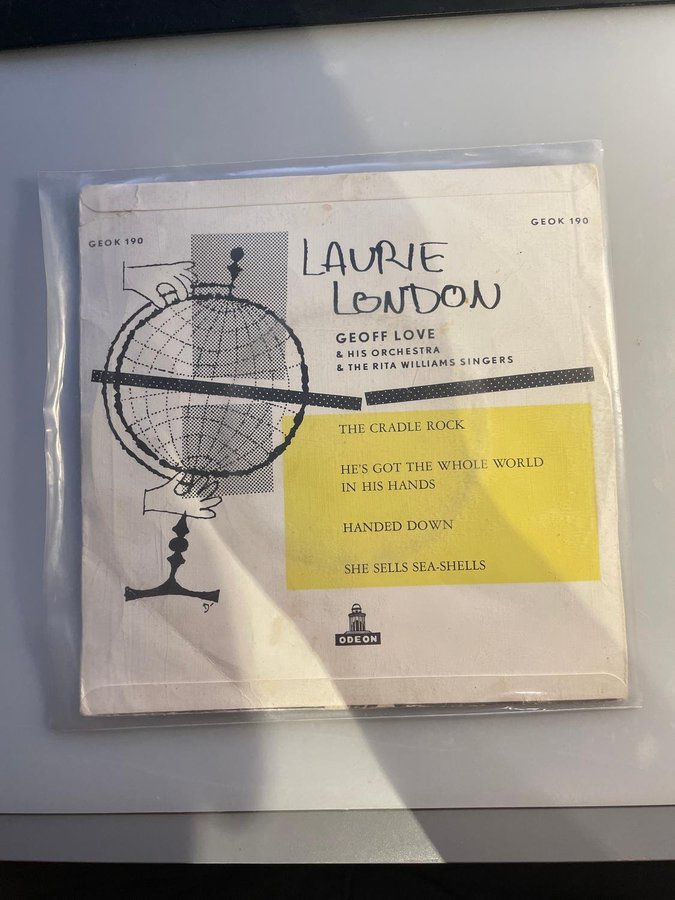 GEOK 190
GEOK 190
LAURIE
LONDON
GEOFF LOVE
& HIS ORCHESTRA
& THE RITA WILLIAMS SINGERS
THE CRADLE ROCK
HE'S GOT THE WHOLE WORLD
IN HIS HANDS
HANDED DOWN
SHE SELLS SEA-SHELLS
ODEON